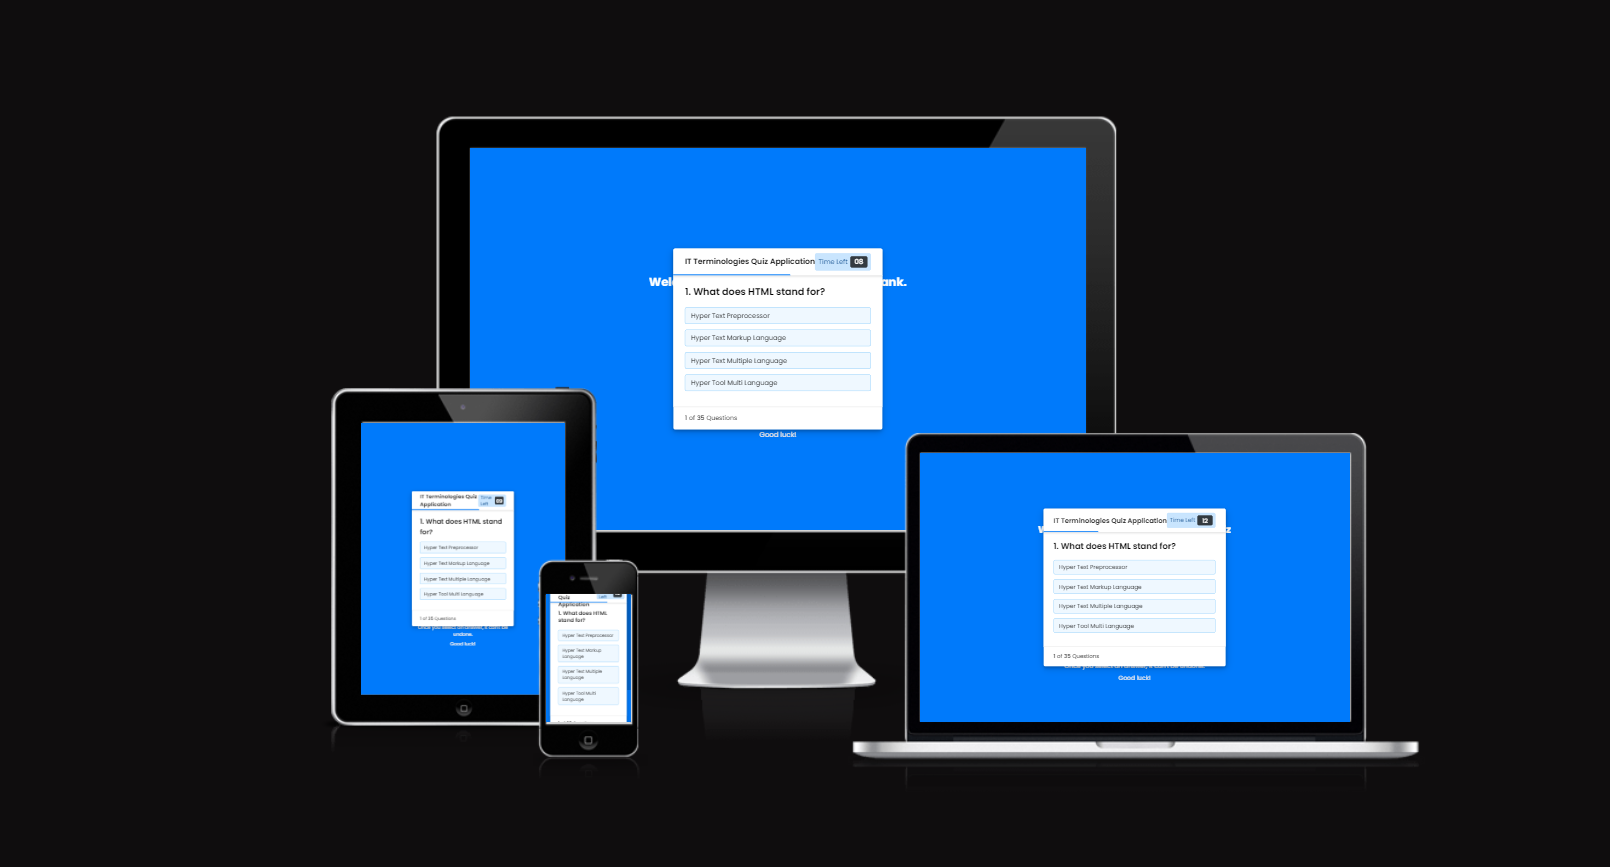 IT Terminologies Quiz Application
Time Left 08
1. What does HTML stand for?
Hyper Text Preprocessor
Hyper Text Markup Language
Hyper Text Multiple Language
Hyper Tool Multi Language
1 of 35 Questions
Good luck!
IT Terminologies Quiz
Application
Time
Left
1. What does HTML stand
for?
Hyper Text Preprocessor
Hyper Text Markup Language
Hyper Text Multiple Language
Hyper Tool Multi Language
1 of 35 Questions
undone.
Good luck!
Quiz
Application
Left
1. What does HTML
stand for?
Hyper Text Preprocessor
Hyper Text Markup
Language
Hyper Text Multiple
Language
Hyper Tool Multi
Language
IT Terminologies Quiz Application
Time Left 12
1. What does HTML stand for?
Hyper Text Preprocessor
Hyper Text Markup Language
Hyper Text Multiple Language
Hyper Tool Multi Language
1 of 35 Questions
Good luck!